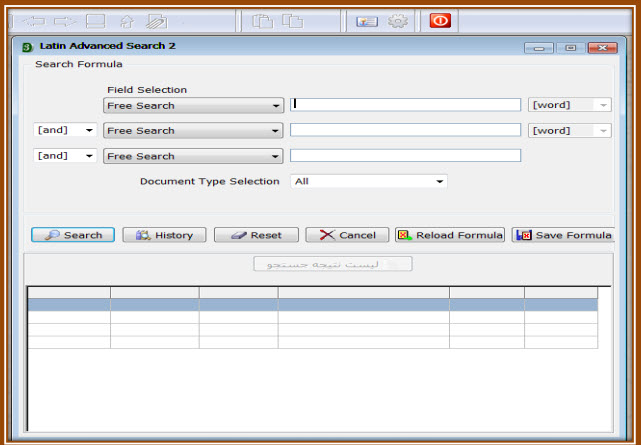 Latin Advanced Search 2
Search Formula
Field Selection
Free Search [word]
[and] Free Search [word]
[and] Free Search
Document Type Selection All
Search History Reset Cancel Reload Formula Save Formula
لیست نتیجه جستجو